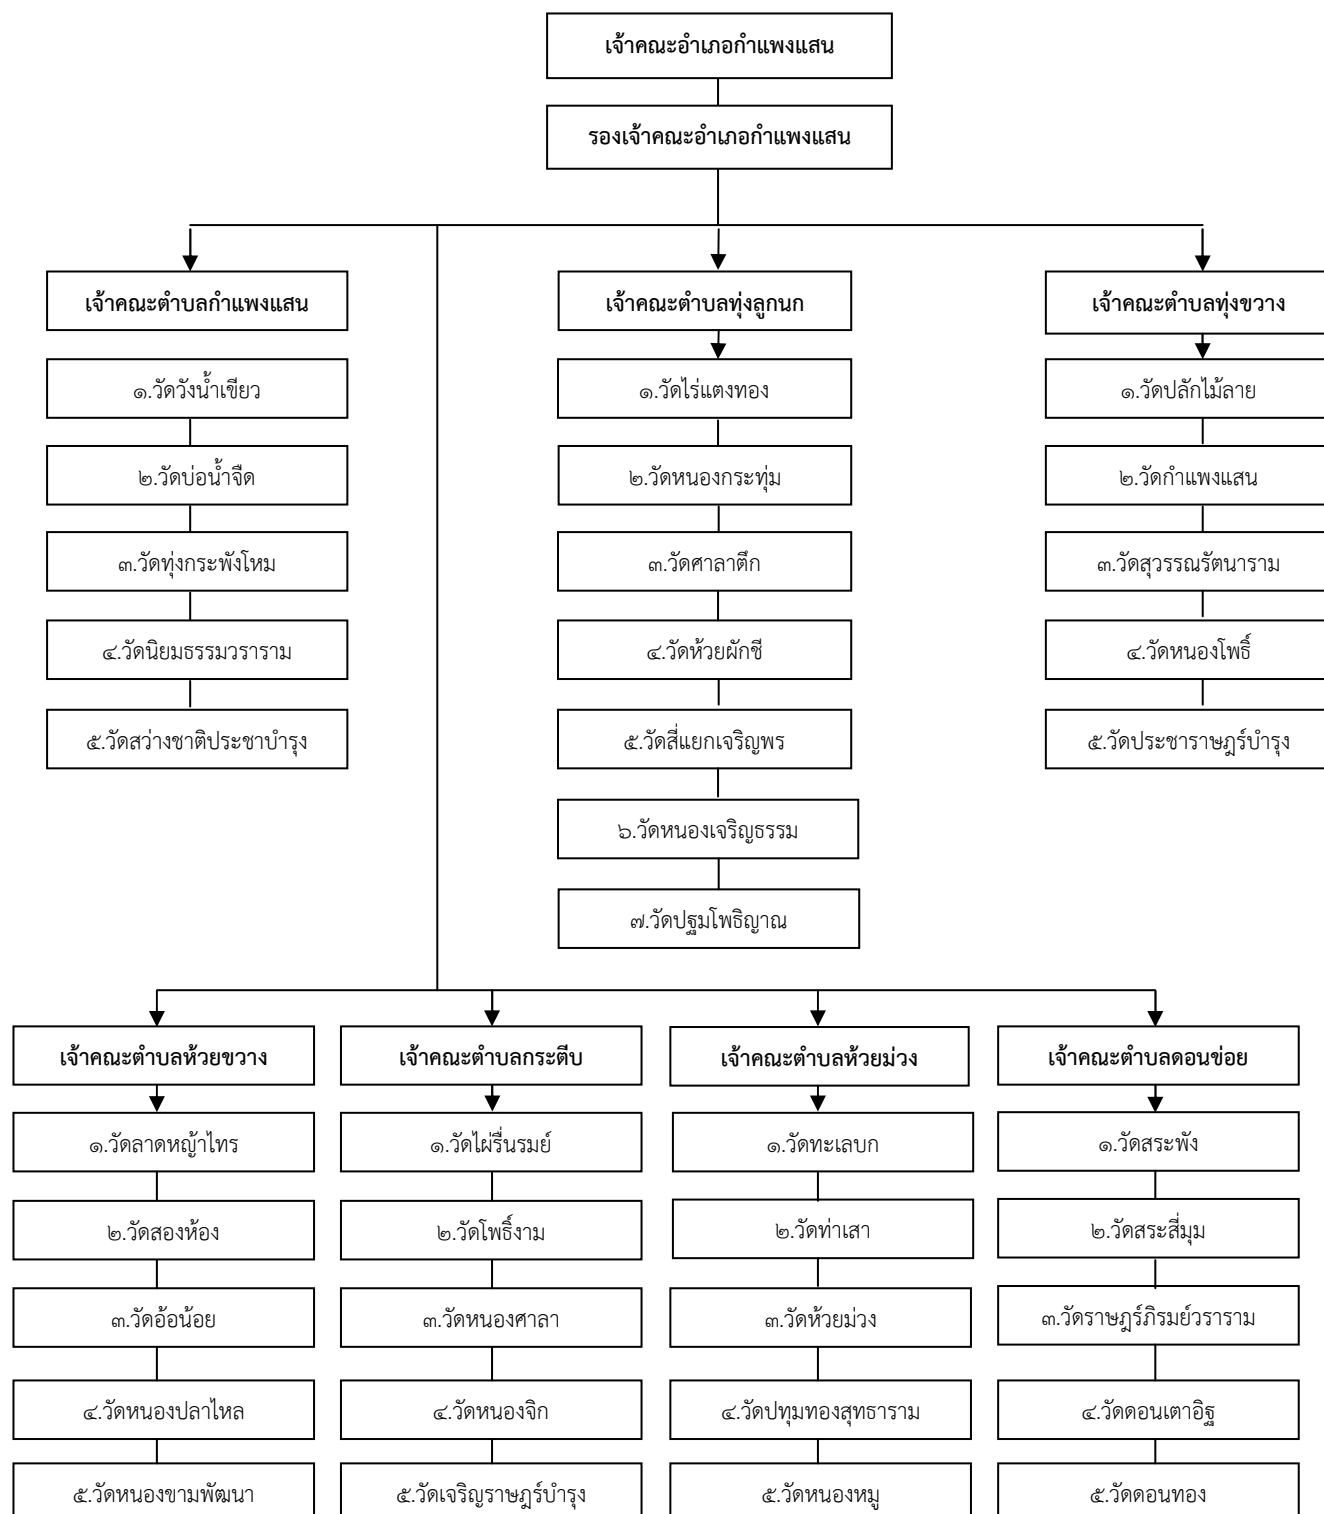 เจ้าคณะอำเภอกำแพงแสน
รองเจ้าคณะอำเภอกำแพงแสน
เจ้าคณะตำบลกำแพงแสน
๑.วัดวังน้ำเขียว
๒.วัดบ่อน้ำจืด
๓.วัดทุ่งกระพังโหม
๔.วัดนิยมธรรมวราราม
๕.วัดสว่างชาติประชาบำรุง
เจ้าคณะตำบลทุ่งลูกนก
๑.วัดไร่แตงทอง
๒.วัดหนองกระทุ่ม
๓.วัดศาลาตึก
๔.วัดห้วยผักชี
๕.วัดสี่แยกเจริญพร
๖.วัดหนองเจริญธรรม
๗.วัดปฐมโพธิญาณ
เจ้าคณะตำบลทุ่งขวาง
๑.วัดปลักไม้ลาย
๒.วัดกำแพงแสน
๓.วัดสุวรรณรัตนาราม
๔.วัดหนองโพธิ์
๕.วัดประชาราษฎร์บำรุง
เจ้าคณะตำบลห้วยขวาง
๑.วัดลาดหญ้าไทร
๒.วัดสองห้อง
๓.วัดอ้อน้อย
๔.วัดหนองปลาไหล
๕.วัดหนองขามพัฒนา
เจ้าคณะตำบลกระตีบ
๑.วัดไผ่รื่นรมย์
๒.วัดโพธิ์งาม
๓.วัดหนองศาลา
๔.วัดหนองจิก
๕.วัดเจริญราษฎร์บำรุง
เจ้าคณะตำบลห้วยม่วง
๑.วัดทะเลบก
๒.วัดท่าเสา
๓.วัดห้วยม่วง
๔.วัดปทุมทองสุทธาราม
๕.วัดหนองหมู
เจ้าคณะตำบลดอนข่อย
๑.วัดสระพัง
๒.วัดสระสี่มุม
๓.วัดราษฎร์ภิรมย์วราราม
๔.วัดดอนเตาอิฐ
๕.วัดดอนทอง